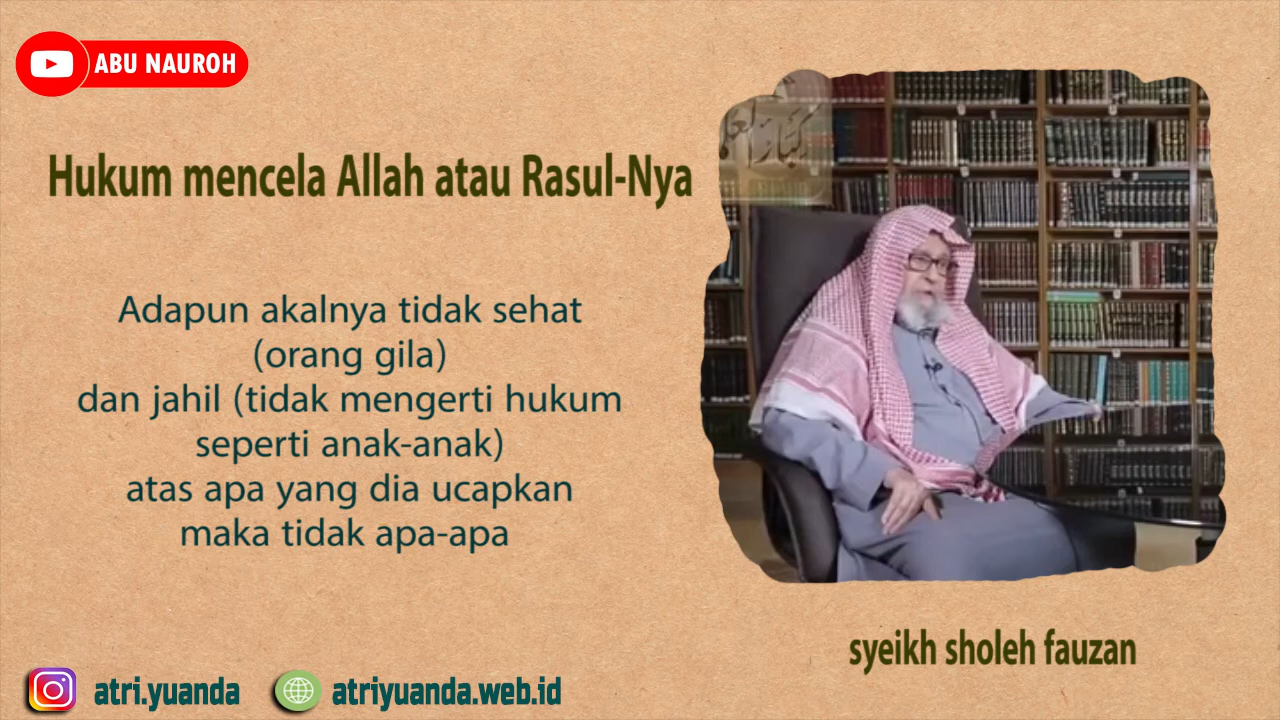 ABU NAUROH
Hukum mencela Allah atau Rasul-Nya
Adapun akalnya tidak sehat
(orang gila)
dan jahil (tidak mengerti hukum
seperti anak-anak)
atas apa yang dia ucapkan
maka tidak apa-apa
syeikh sholeh fauzan
atri.yuanda
atriyuanda.web.id